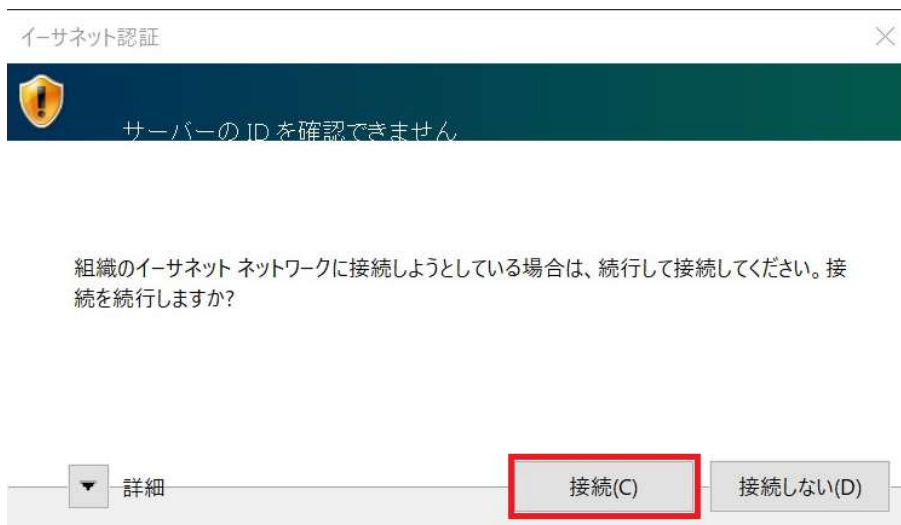 イーサネット認証
サーバーの ID を確認できません
組織のイーサネット ネットワークに接続しようとしている場合は、続行して接続してください。接
続を続行しますか?
詳細 接続(C) 接続しない(D)